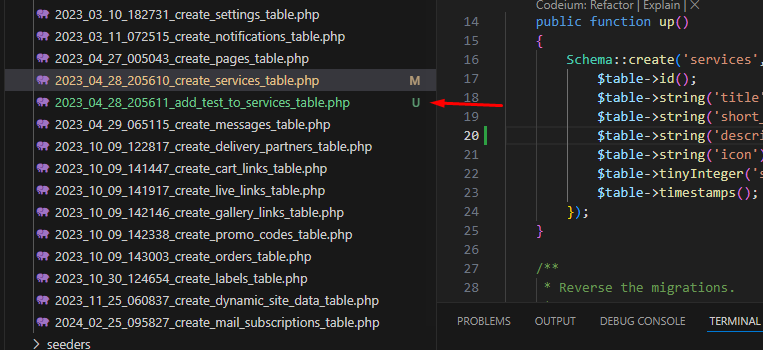 2023_03_10_182731_create_settings_table.php
2023_03_11_072515_create_notifications_table.php
2023_04_27_005043_create_pages_table.php
2023_04_28_205610_create_services_table.php M
2023_04_28_205611_add_test_to_services_table.php U
2023_04_29_065115_create_messages_table.php
2023_10_09_122817_create_delivery_partners_table.php
2023_10_09_141447_create_cart_links_table.php
2023_10_09_141917_create_live_links_table.php
2023_10_09_142146_create_gallery_links_table.php
2023_10_09_142338_create_promo_codes_table.php
2023_10_09_143003_create_orders_table.php
2023_10_30_124654_create_labels_table.php
2023_11_25_060837_create_dynamic_site_data_table.php
2024_02_25_095827_create_mail_subscriptions_table.php
> seeders
Codeium: Refactor | Explain | ×
14 public function up()
15 {
16 Schema::create('services',
17 $table->id();
18 $table->string('title'
19 $table->string('short_
20 $table->string('descri
21 $table->string('icon')
22 $table->tinyInteger('s
23 $table->timestamps();
24 });
25 }
26
27 /**
28 * Reverse the migrations.
PROBLEMS OUTPUT DEBUG CONSOLE TERMINAL